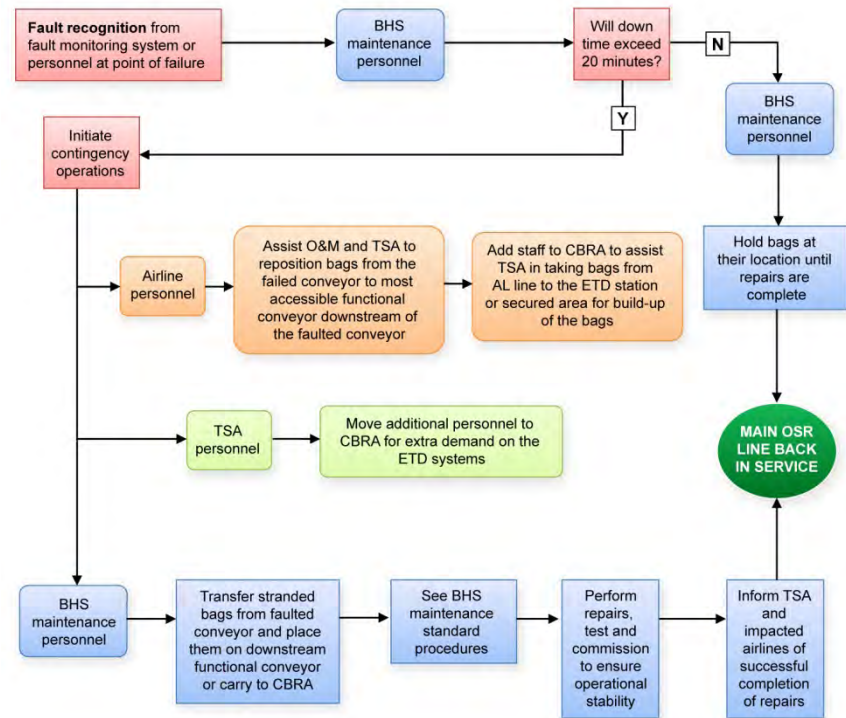 Fault recognition from
fault monitoring system or
personnel at point of failure
BHS
maintenance
personnel
Will down
time exceed
20 minutes?
N
BHS
maintenance
personnel
Y
Initiate
contingency
operations
Hold bags at
their location until
repairs are
complete
Airline
personnel
Assist O&M and TSA to
reposition bags from the
failed conveyor to most
accessible functional
conveyor downstream of
the faulted conveyor
Add staff to CBRA to assist
TSA in taking bags from
AL line to the ETD station
or secured area for build-up
of the bags
TSA
personnel
Move additional personnel to
CBRA for extra demand on the
ETD systems
MAIN OSR
LINE BACK
IN SERVICE
BHS
maintenance
personnel
Transfer stranded
bags from faulted
conveyor and place
them on downstream
functional conveyor
or carry to CBRA
See BHS
maintenance
standard
procedures
Perform
repairs,
test and
commission
to ensure
operational
stability
Inform TSA
and
impacted
airlines of
successful
completion
of repairs